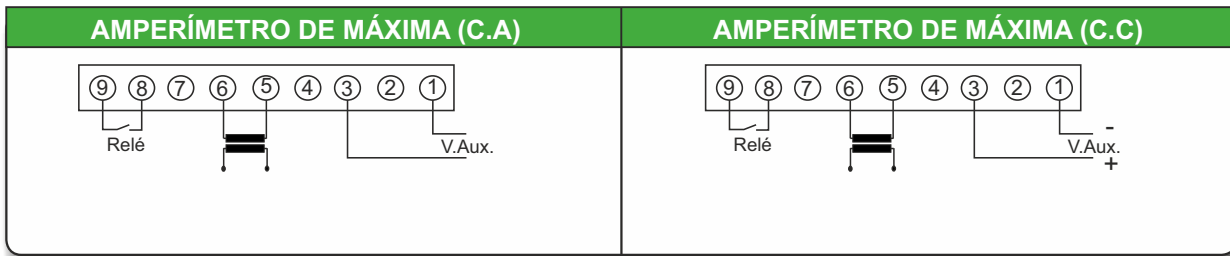 AMPERÍMETRO DE MÁXIMA (C.A)
9 8 7 6 5 4 3 2 1
Relé
V.Aux.
AMPERÍMETRO DE MÁXIMA (C.C)
9 8 7 6 5 4 3 2 1
-
Relé
V.Aux.
+